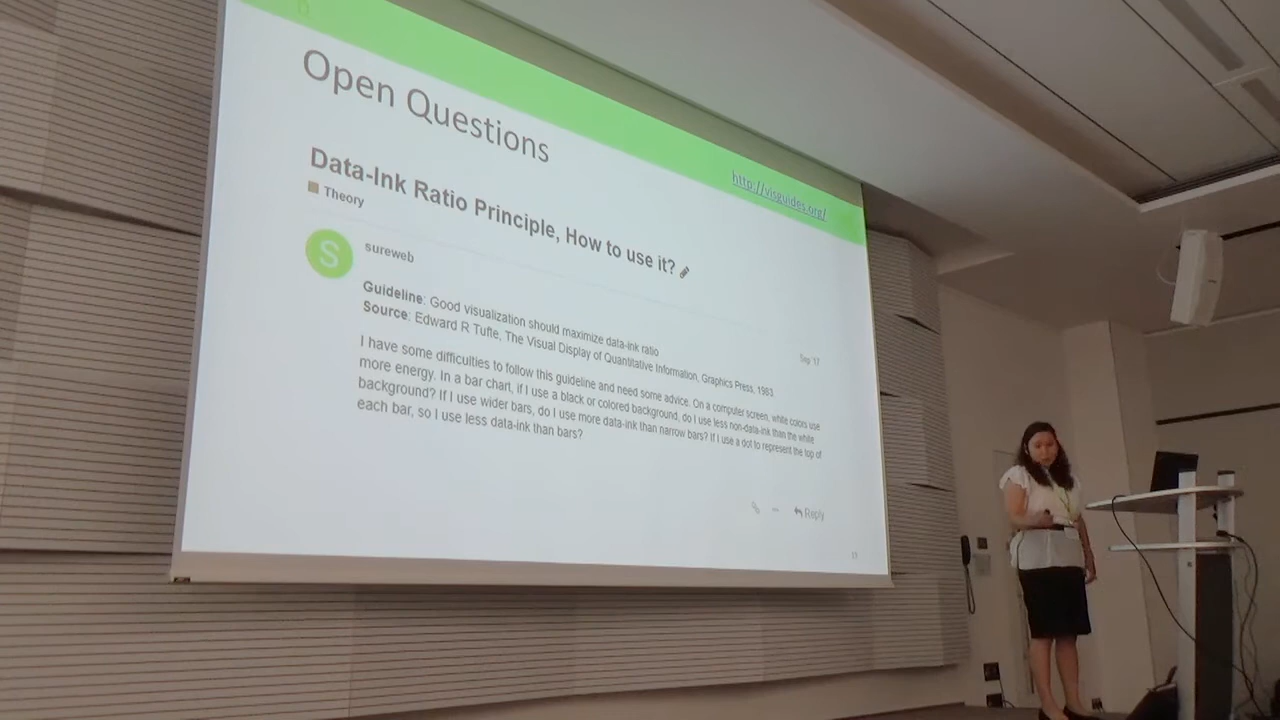 Open Questions
http://visguides.org/
Data-Ink Ratio Principle, How to use it?
Theory
S
sureweb
Sep '17
Guideline: Good visualization should maximize data-ink ratio
Source: Edward R Tufte, The Visual Display of Quantitative Information, Graphics Press, 1983
I have some difficulties to follow this guideline and need some advice. On a computer screen, white colors use
more energy. In a bar chart, if I use a black or colored background, do I use less non-data-ink than the white
background? If I use wider bars, do I use more data-ink than narrow bars? If I use a dot to represent the top of
each bar, so I use less data-ink than bars?
Reply